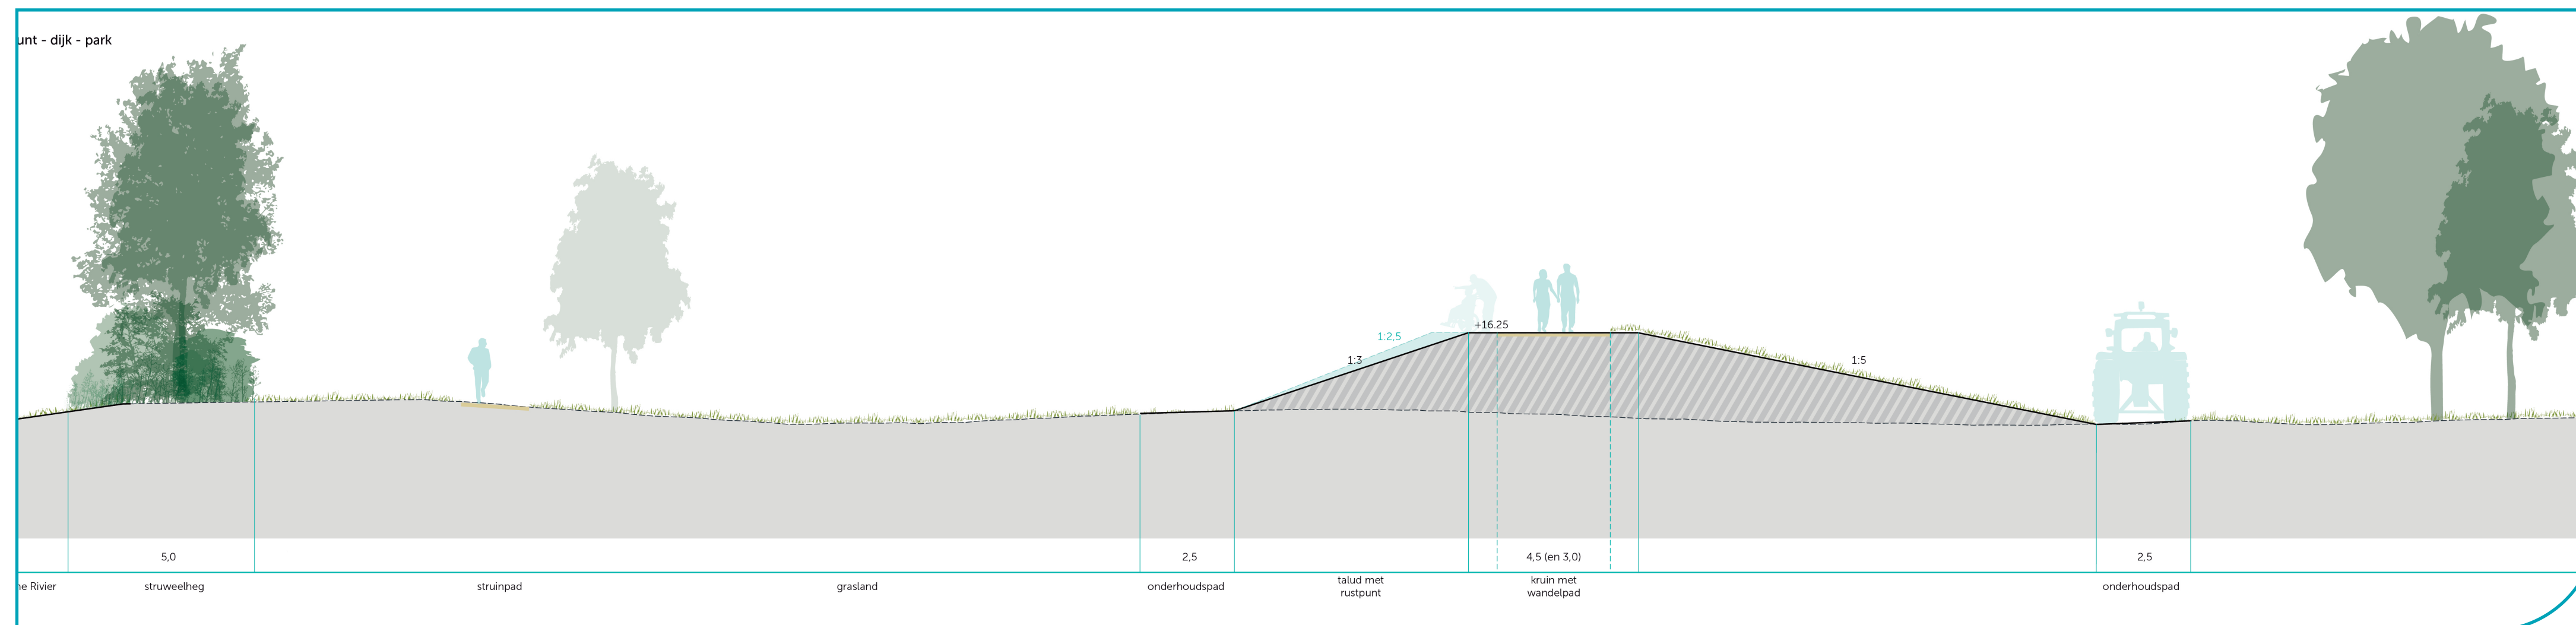 unt - dijk - park
1:2,5
+16.25
1:3
1:5
5,0
2,5
4,5 (en 3,0)
2,5
ne Rivier
struweelheg
struinpad
grasland
onderhoudspad
talud met
rustpunt
kruin met
wandelpad
onderhoudspad